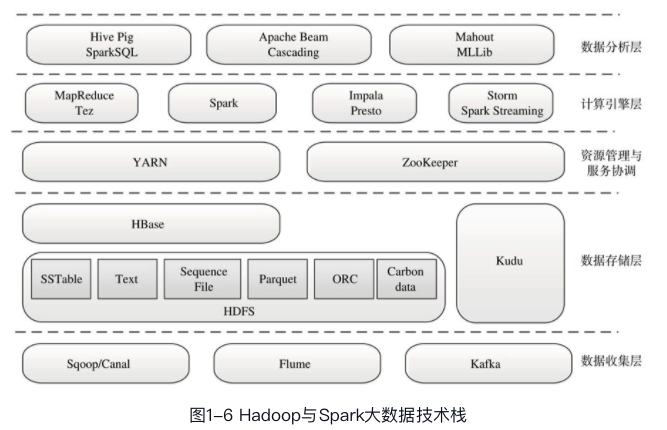 Hive Pig
SparkSQL
Apache Beam
Cascading
Mahout
MLLib
数据分析层
MapReduce
Tez
Spark
Impala
Presto
Storm
Spark Streaming
计算引擎层
YARN
ZooKeeper
资源管理与
服务协调
HBase
Kudu
数据存储层
SSTable
Text
Sequence
File
Parquet
ORC
Carbon
data
HDFS
Sqoop/Canal
Flume
Kafka
数据收集层
图1–6 Hadoop与Spark大数据技术栈